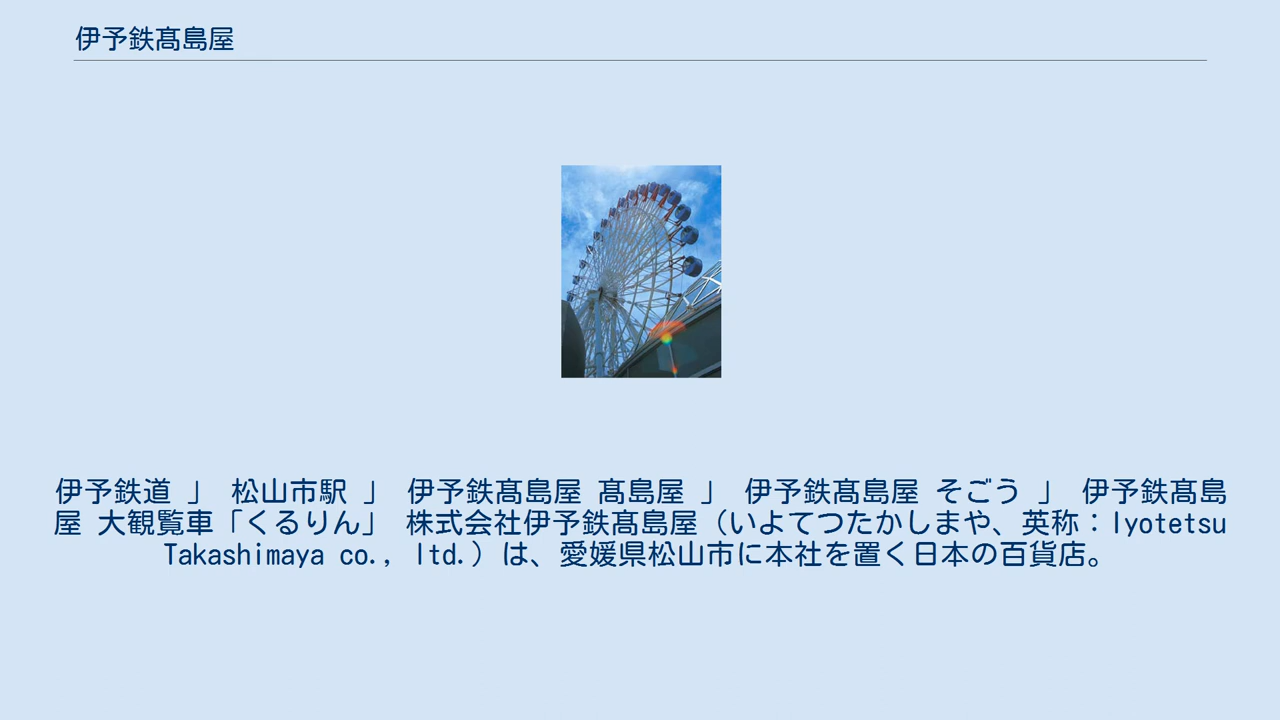 伊予鉄髙島屋
伊予鉄道 」 松山市駅 」 伊予鉄髙島屋 髙島屋 」 伊予鉄髙島屋 そごう 」 伊予鉄髙島
屋 大観覧車「くるりん」 株式会社伊予鉄髙島屋（いよてつたかしまや、英称：Iyotetsu
Takashimaya co., ltd.）は、愛媛県松山市に本社を置く日本の百貨店。